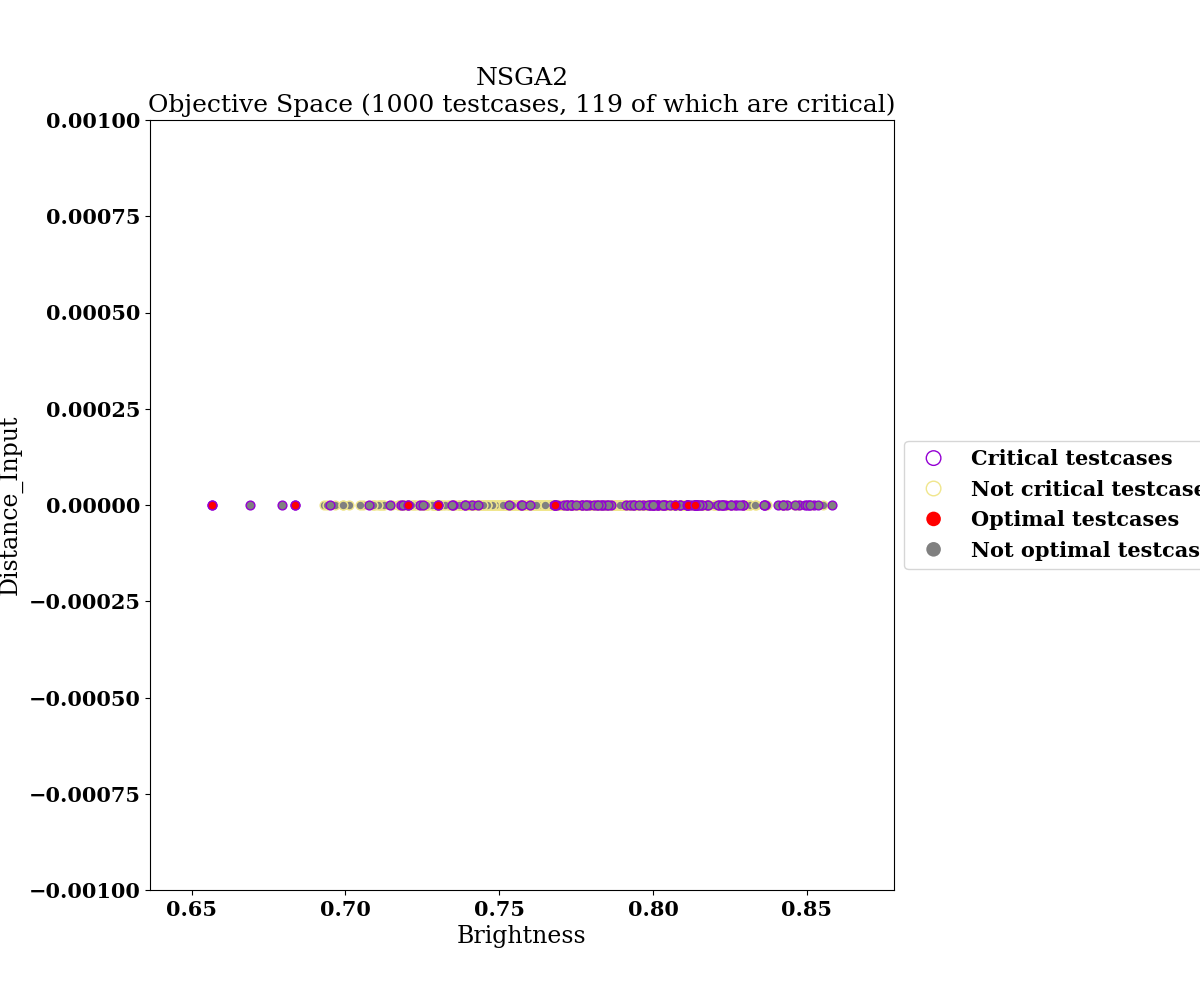 NSGA2
Objective Space (1000 testcases, 119 of which are critical)
0.00100
0.00075
0.00050
0.00025
0.00000
−0.00025
−0.00050
−0.00075
−0.00100
Distance_Input
0.65 0.70 0.75 0.80 0.85
Brightness
Critical testcases
Not critical testcase
Optimal testcases
Not optimal testcas